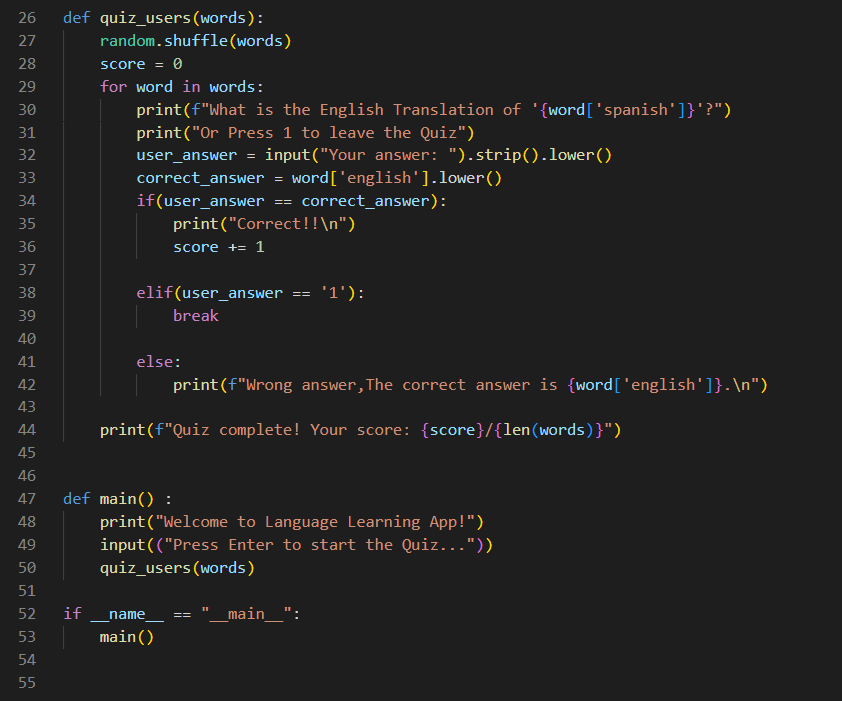 26 def quiz_users(words):
27     random.shuffle(words)
28     score = 0
29     for word in words:
30         print(f"What is the English Translation of '{word['spanish']}'?")
31         print("Or Press 1 to leave the Quiz")
32         user_answer = input("Your answer: ").strip().lower()
33         correct_answer = word['english'].lower()
34         if(user_answer == correct_answer):
35             print("Correct!!\n")
36             score += 1
37
38         elif(user_answer == '1'):
39             break
40
41         else:
42             print(f"Wrong answer,The correct answer is {word['english']}.\n")
43
44     print(f"Quiz complete! Your score: {score}/{len(words)}")
45
46
47 def main() :
48     print("Welcome to Language Learning App!")
49     input(("Press Enter to start the Quiz..."))
50     quiz_users(words)
51
52 if __name__ == "__main__":
53     main()
54
55